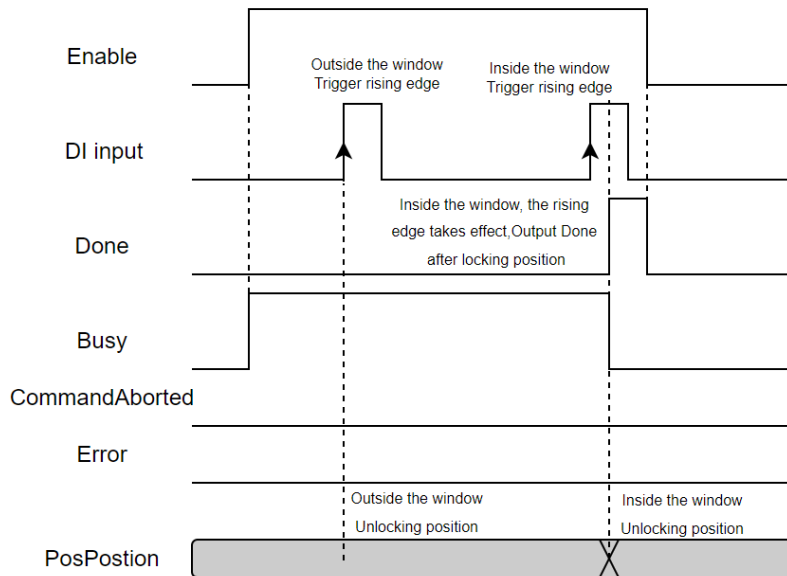 Enable
Outside the window
Trigger rising edge
Inside the window
Trigger rising edge
DI input
Inside the window, the rising
edge takes effect,Output Done
after locking position
Done
Busy
CommandAborted
Error
Outside the window
Unlocking position
Inside the window
Unlocking position
PosPostion